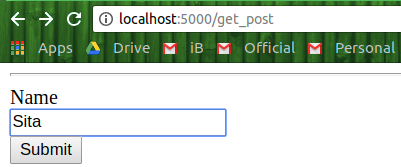 localhost:5000/get_post
Apps Drive iB Official Personal
Name
Sita
Submit